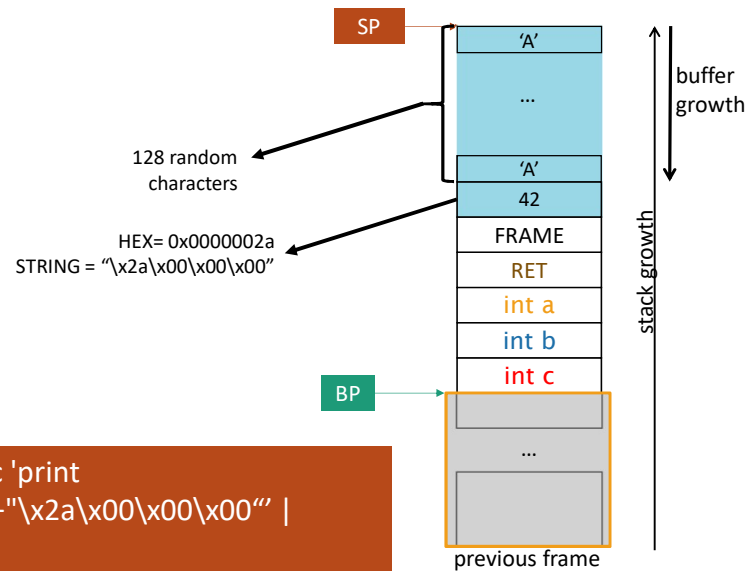 SP
'A'
...
buffer
growth
128 random
characters
'A'
42
HEX= 0x0000002a
STRING = “\x2a\x00\x00\x00”
FRAME
RET
int a
int b
int c
stack growth
BP
...
previous frame
c 'print
+"\x2a\x00\x00\x00“’ |